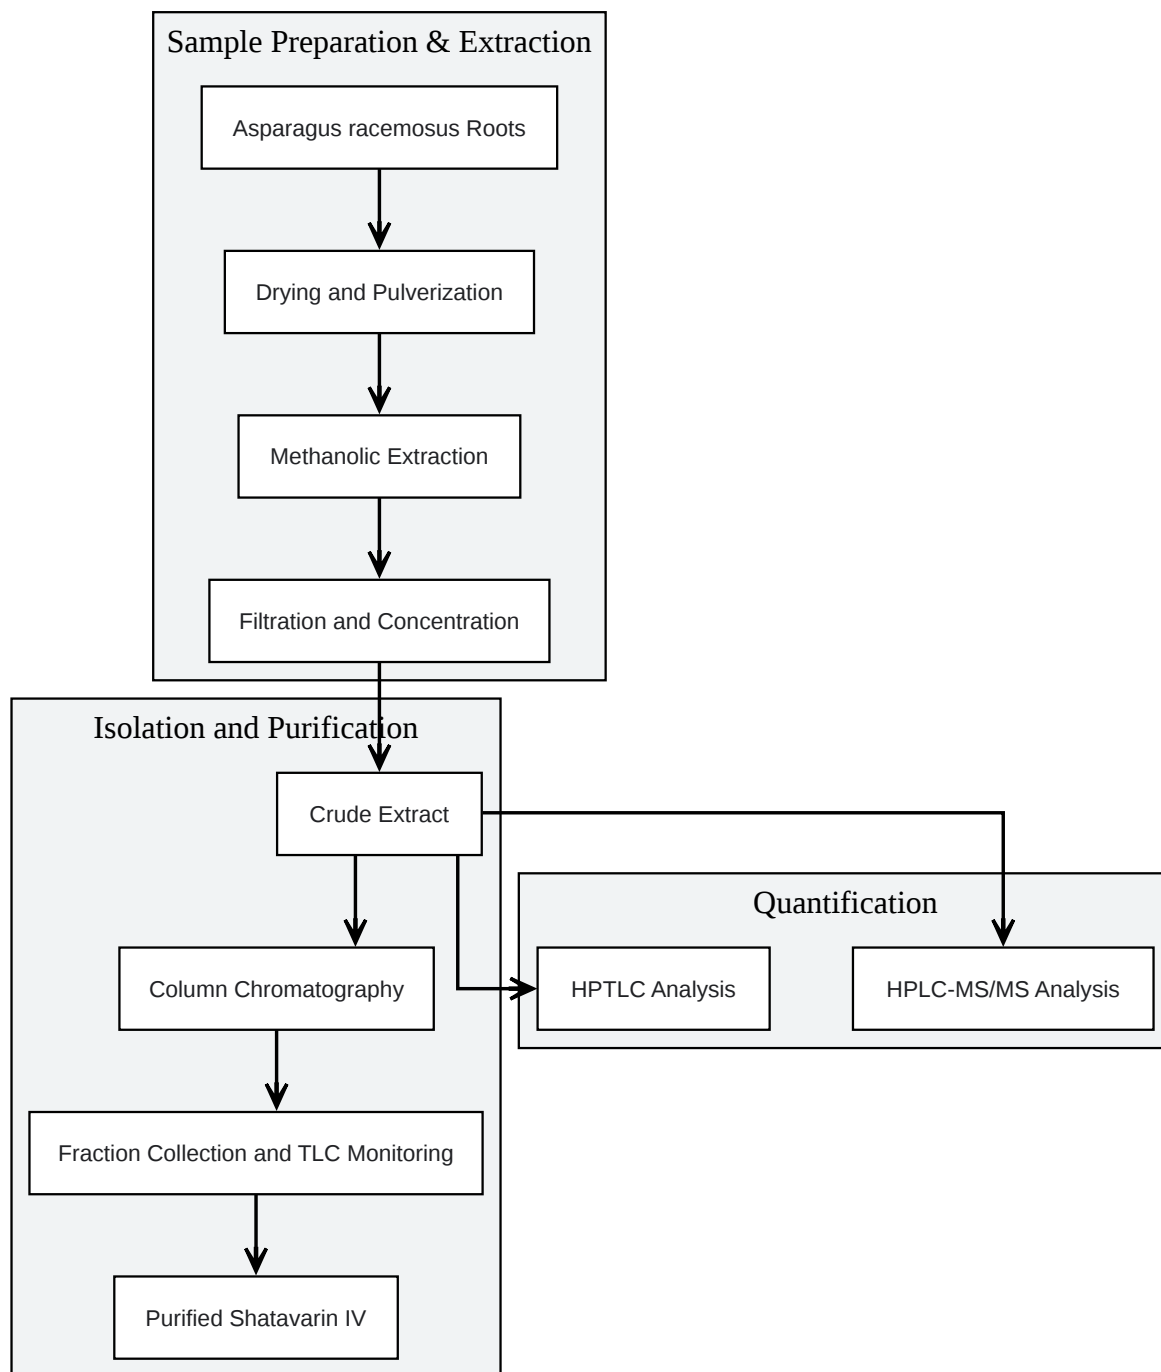 Sample Preparation & Extraction
Asparagus racemosus Roots
Drying and Pulverization
Methanolic Extraction
Filtration and Concentration
Isolation and Purification
Crude Extract
Quantification
Column Chromatography
HPTLC Analysis
HPLC-MS/MS Analysis
Fraction Collection and TLC Monitoring
Purified Shatavarin IV